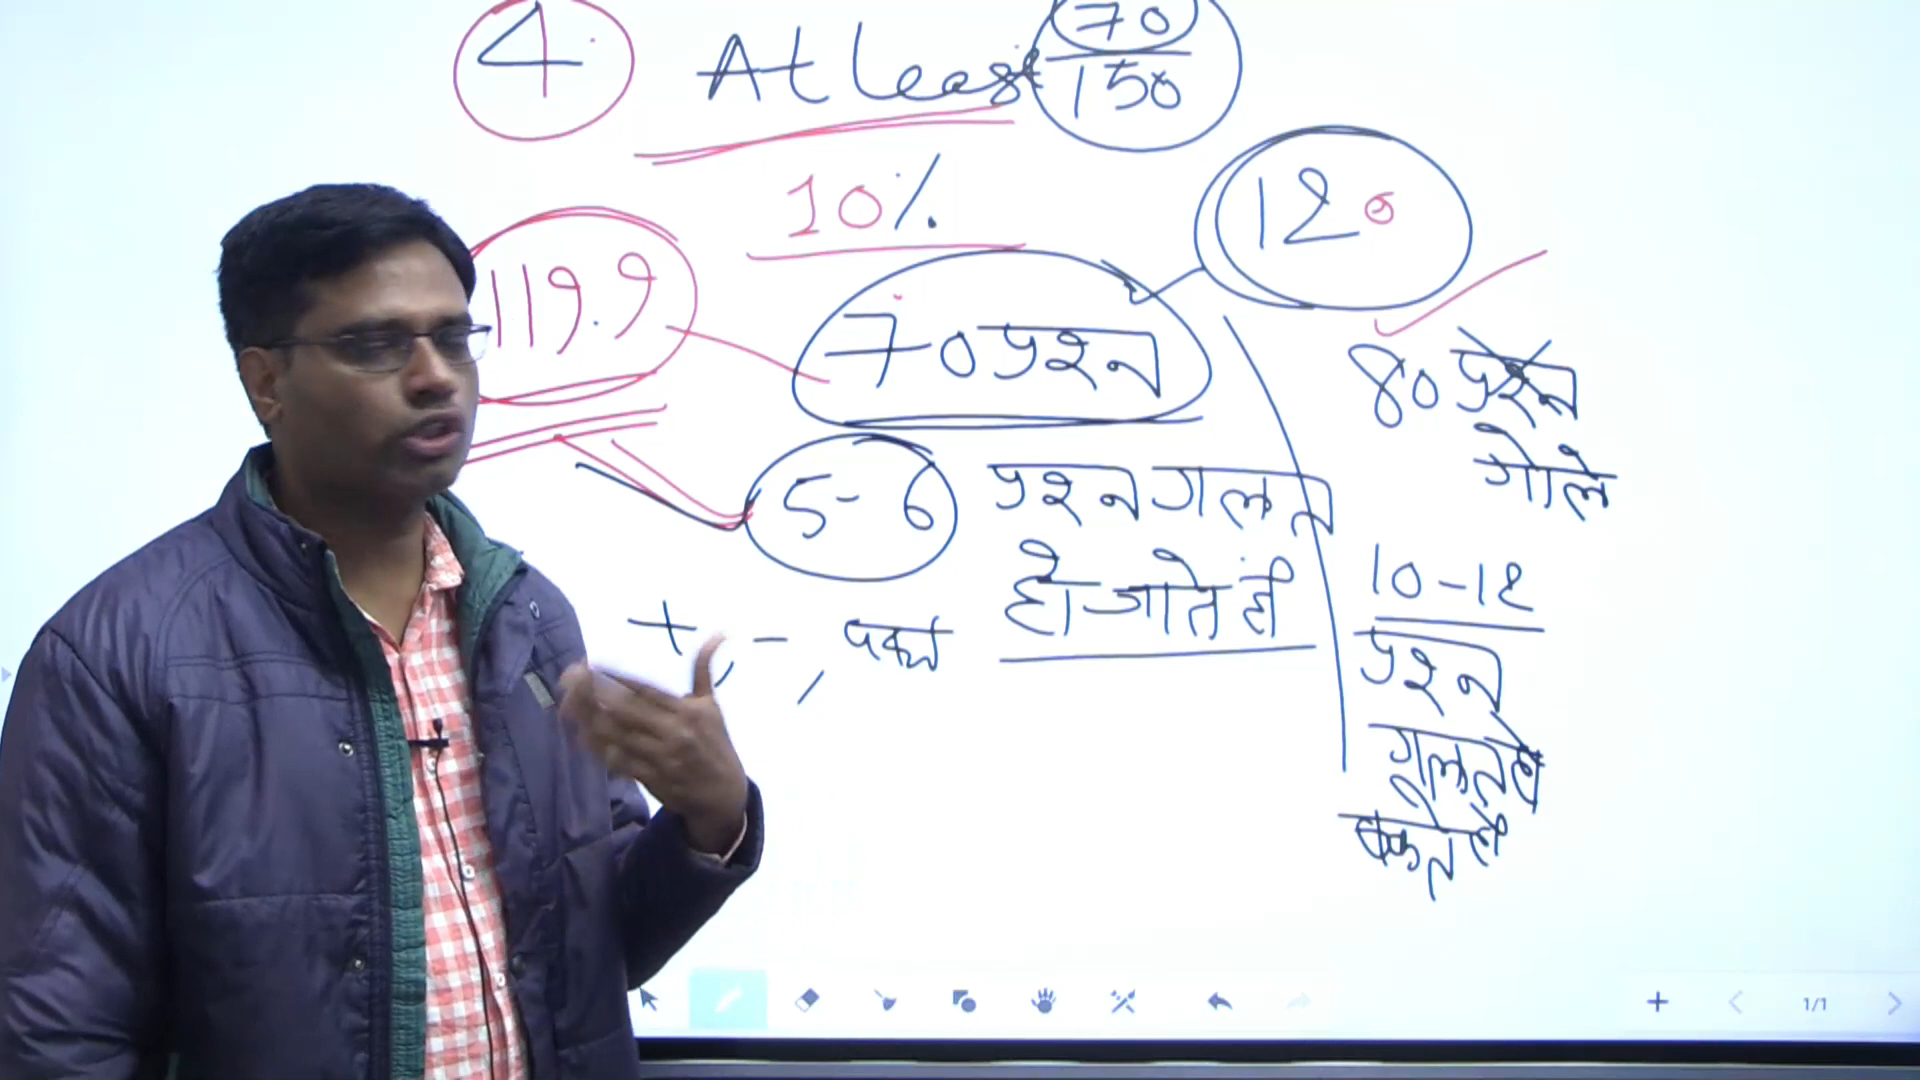 4 At least 70/150
10%
120
119.9
70 प्रश्न
80 प्रश्न
गोले
5-6 प्रश्न गलत
हो जाते हैं
10-12
प्रश्न
गलत
+, -,
1/1